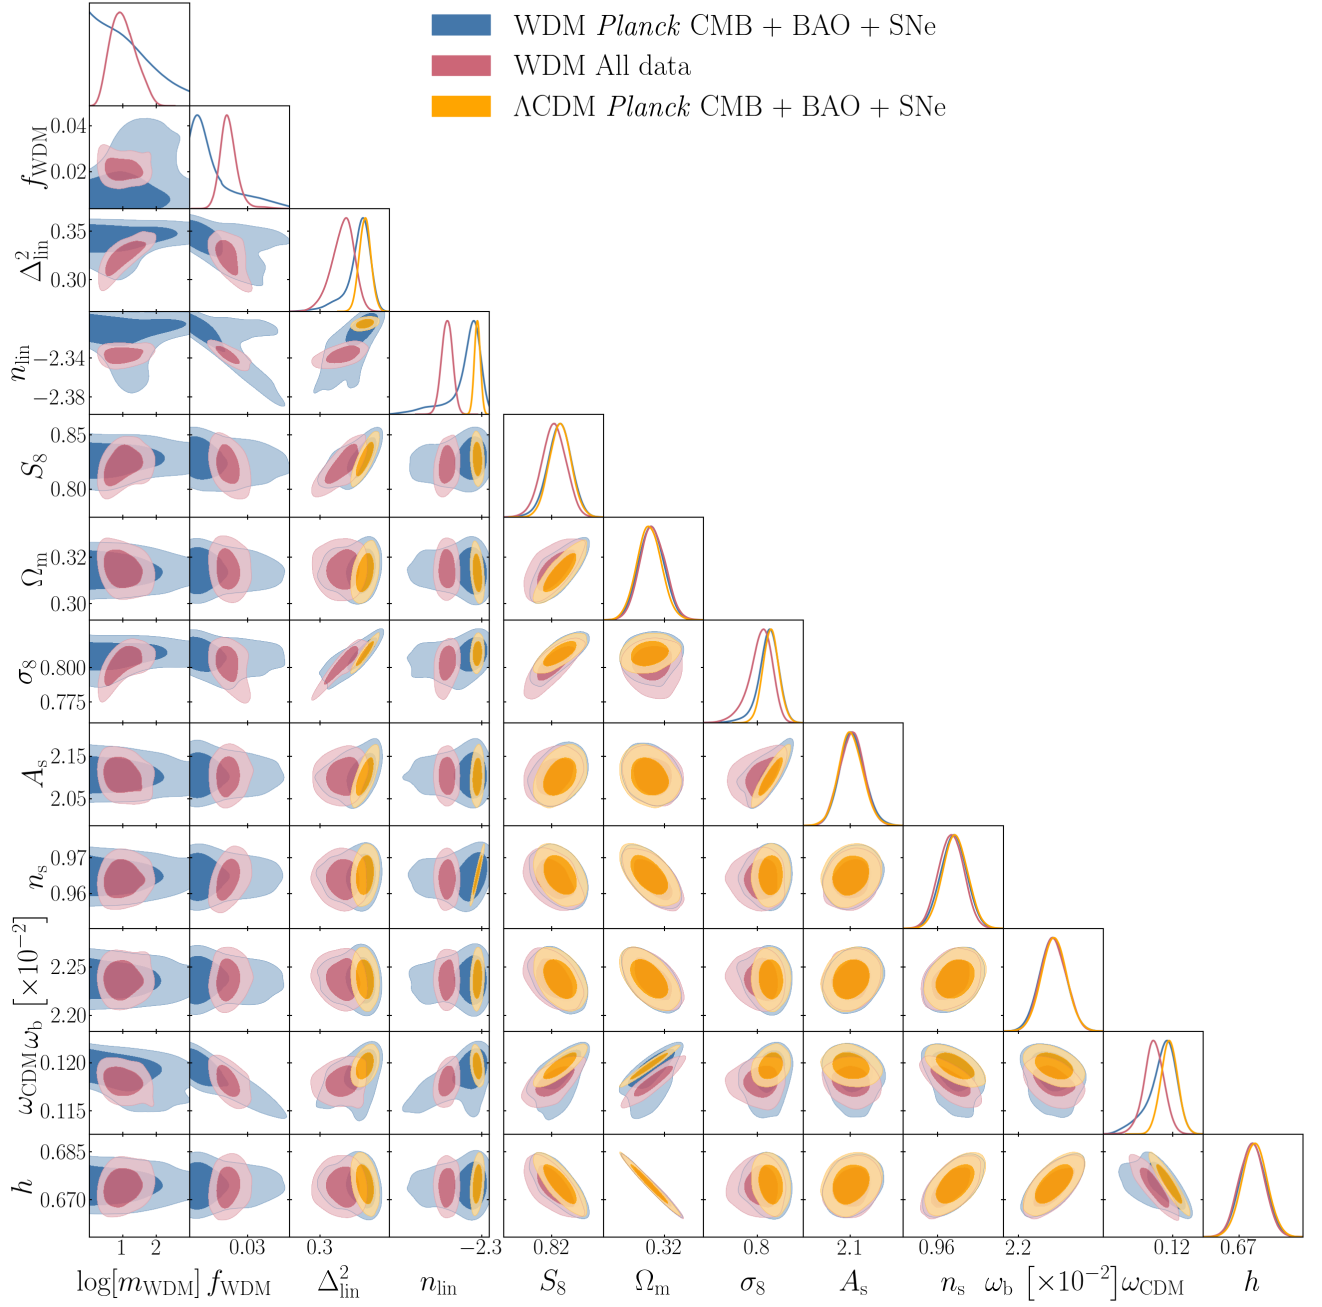 WDM Planck CMB + BAO + SNe
WDM All data
ΛCDM Planck CMB + BAO + SNe
f_WDM
0.04
0.02
Δ²_lin
0.35
0.30
n_lin
−2.34
−2.38
S₈
0.85
0.80
Ω_m
0.32
0.30
σ₈
0.800
0.775
A_s
2.15
2.05
n_s
0.97
0.96
ω_b [×10⁻²]
2.25
2.20
ω_CDM
0.120
0.115
h
0.685
0.670
1 2 0.03 0.3 −2.3 0.82 0.32 0.8 2.1 0.96 2.2 0.12 0.67
log[m_WDM] f_WDM Δ²_lin n_lin S₈ Ω_m σ₈ A_s n_s ω_b [×10⁻²] ω_CDM h